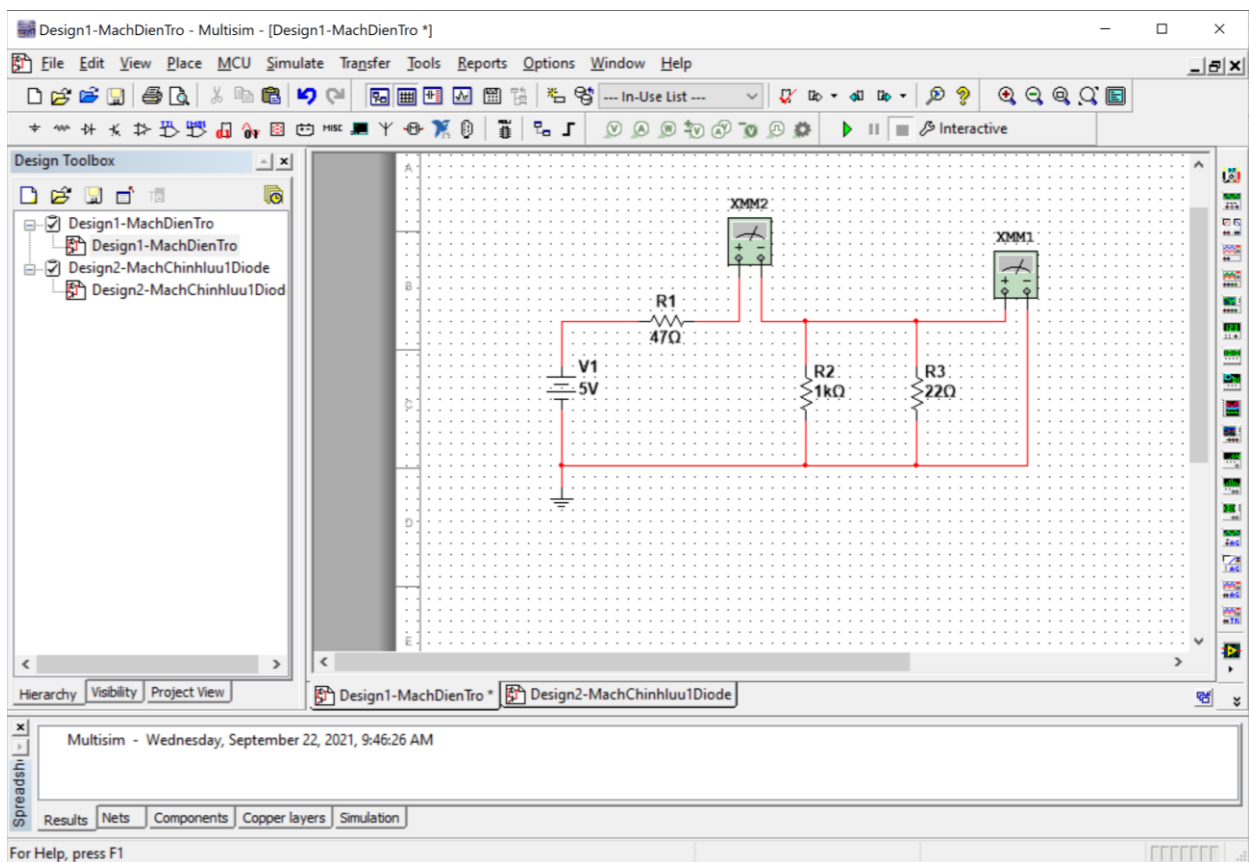 Design1-MachDienTro - Multisim - [Design1-MachDienTro *]
File Edit View Place MCU Simulate Transfer Tools Reports Options Window Help
--- In-Use List ---
MISC
Interactive
Design Toolbox
Design1-MachDienTro
Design1-MachDienTro
Design2-MachChinhluu1Diode
Design2-MachChinhluu1Diod
A
B
C
D
E
XMM2
XMM1
R1
47Ω
V1
5V
R2
1kΩ
R3
22Ω
Hierarchy Visibility Project View
Design1-MachDienTro * Design2-MachChinhluu1Diode
Multisim - Wednesday, September 22, 2021, 9:46:26 AM
Spreadsh
Results Nets Components Copper layers Simulation
For Help, press F1